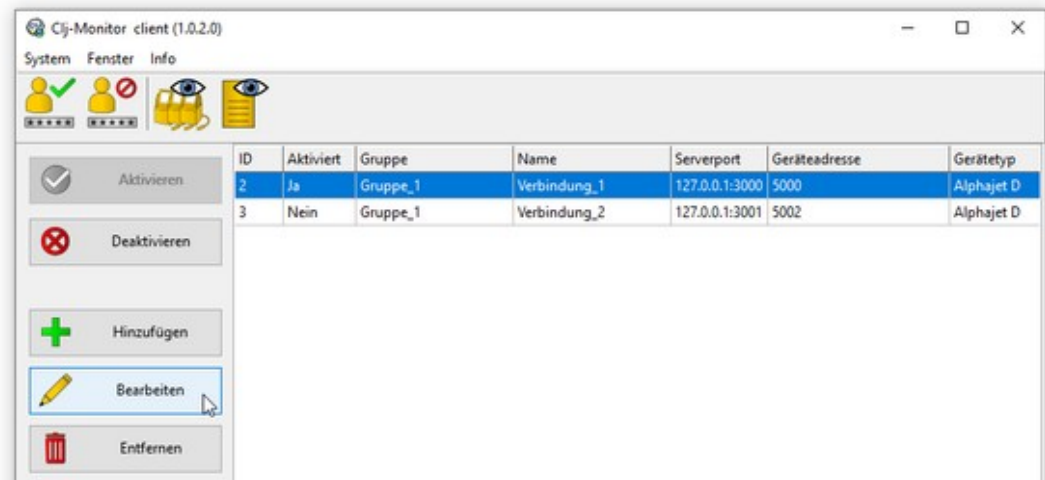 Clj-Monitor client (1.0.2.0)
System Fenster Info
Aktivieren
Deaktivieren
Hinzufügen
Bearbeiten
Entfernen
ID Aktiviert Gruppe Name Serverport Geräteadresse Gerätetyp
2 Ja Gruppe_1 Verbindung_1 127.0.0.1:3000 5000 Alphajet D
3 Nein Gruppe_1 Verbindung_2 127.0.0.1:3001 5002 Alphajet D